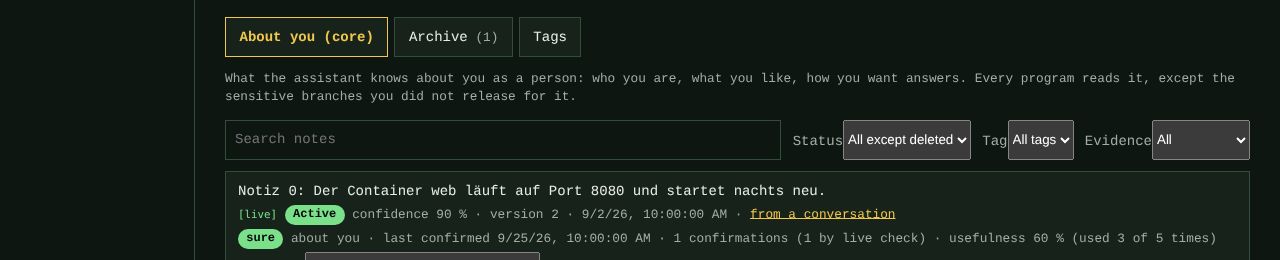 About you (core) Archive (1) Tags
What the assistant knows about you as a person: who you are, what you like, how you want answers. Every program reads it, except the
sensitive branches you did not release for it.
Search notes Status All except deleted Tag All tags Evidence All
Notiz 0: Der Container web läuft auf Port 8080 und startet nachts neu.
[live] Active confidence 90 % · version 2 · 9/2/26, 10:00:00 AM · from a conversation
sure about you · last confirmed 9/25/26, 10:00:00 AM · 1 confirmations (1 by live check) · usefulness 60 % (used 3 of 5 times)